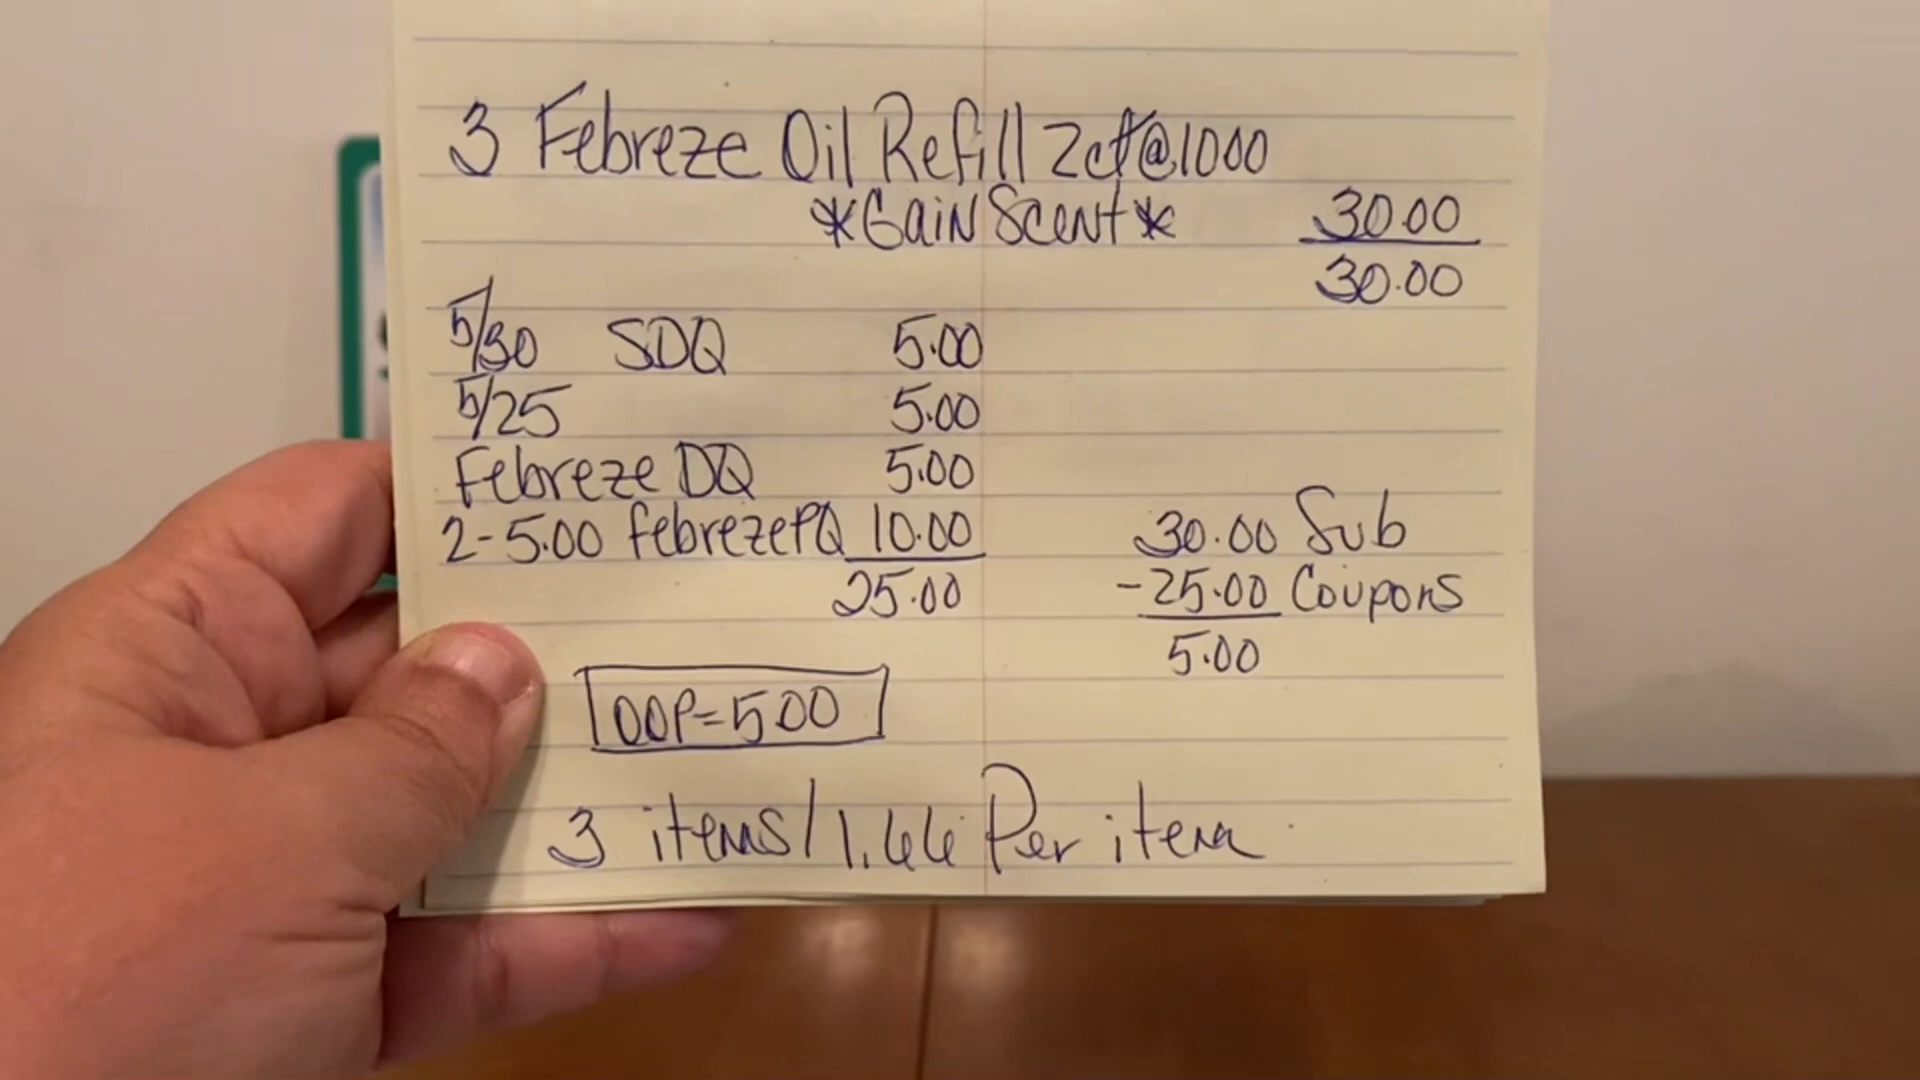 3 Febreze Oil Refill 2ct@1000
*Gain Scent* 30.00
30.00
5/30 SDQ 5.00
5/25 5.00
Febreze DQ 5.00
2-5.00 febreze PQ 10.00
25.00
30.00 Sub
-25.00 Coupons
5.00
OOP=5.00
3 items/1.66 Per item